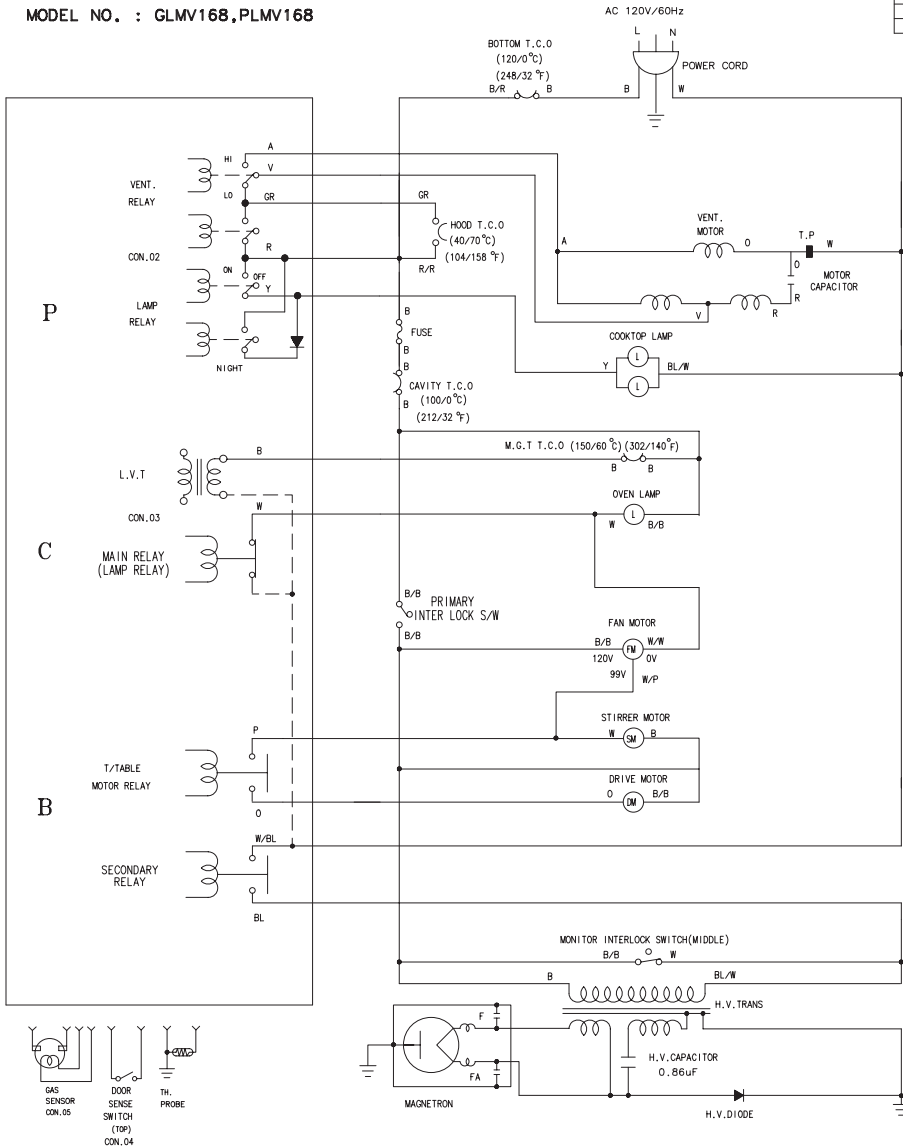 MODEL NO. : GLMV168,PLMV168
AC 120V/60Hz
L N
POWER CORD
BOTTOM T.C.O
(120/0°C)
(248/32 °F)
B/R B
B W
A
HI
V
VENT.
RELAY
LO
GR
GR
HOOD T.C.O
(40/70°C)
(104/158 °F)
R
R/R
CON.02
ON
OFF
Y
LAMP
RELAY
NIGHT
P
VENT.
MOTOR
A
O
T.P
W
O
MOTOR
CAPACITOR
R
R
V
COOKTOP LAMP
Y
L
BL/W
L
B
FUSE
B
B
CAVITY T.C.O
(100/0°C)
B
(212/32 °F)
M.G.T T.C.O (150/60°C)(302/140°F)
B B
L.V.T
B
CON.03
W
OVEN LAMP
W
L
B/B
C
MAIN RELAY
(LAMP RELAY)
B/B
PRIMARY
INTER LOCK S/W
B/B
FAN MOTOR
B/B
FM
W/W
120V
0V
99V
W/P
STIRRER MOTOR
W
SM
B
P
T/TABLE
MOTOR RELAY
O
DRIVE MOTOR
O
DM
B/B
B
W/BL
SECONDARY
RELAY
BL
MONITOR INTERLOCK SWITCH(MIDDLE)
B/B
W
B
BL/W
H.V.TRANS
F
FA
MAGNETRON
H.V.CAPACITOR
0.86uF
H.V.DIODE
GAS
SENSOR
CON.05
DOOR
SENSE
SWITCH
(TOP)
CON.04
TH.
PROBE